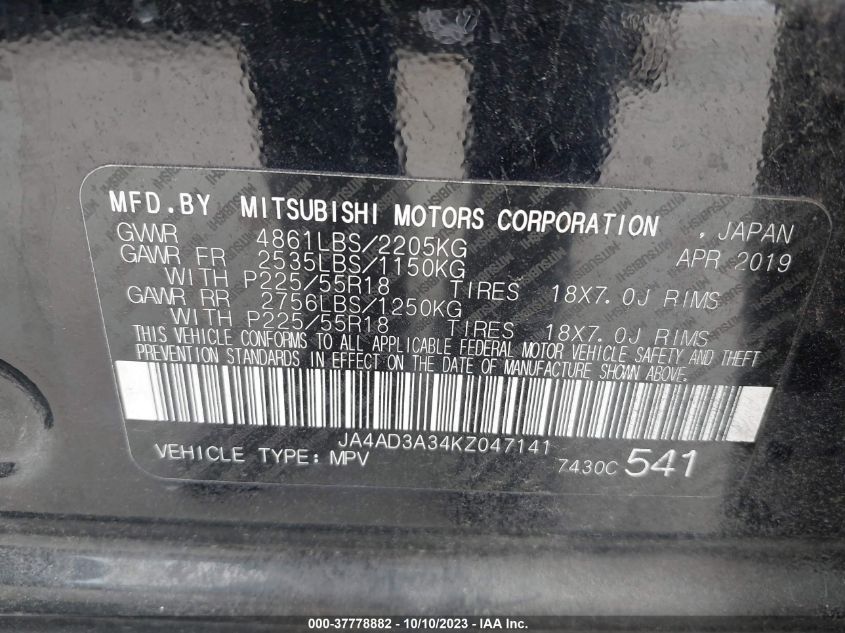 MFD.BY MITSUBISHI MOTORS CORPORATION , JAPAN
GVWR 4861LBS/2205KG APR 2019
GAWR FR 2535LBS/1150KG
WITH P225/55R18 TIRES 18X7.0J RIMS
GAWR RR 2756LBS/1250KG
WITH P225/55R18 TIRES 18X7.0J RIMS
THIS VEHICLE CONFORMS TO ALL APPLICABLE FEDERAL MOTOR VEHICLE SAFETY AND THEFT
PREVENTION STANDARDS IN EFFECT ON THE DATE OF MANUFACTURE SHOWN ABOVE.
JA4AD3A34KZ047141
VEHICLE TYPE:MPV 7430C 541
000-37778882 - 10/10/2023 - IAA Inc.